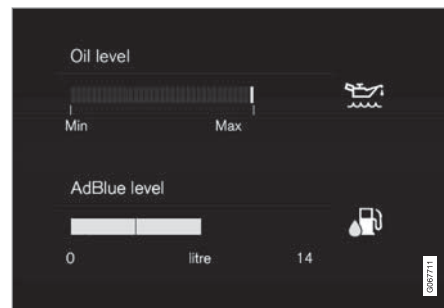 Oil level
Min Max
AdBlue level
0 litre 14
G067711